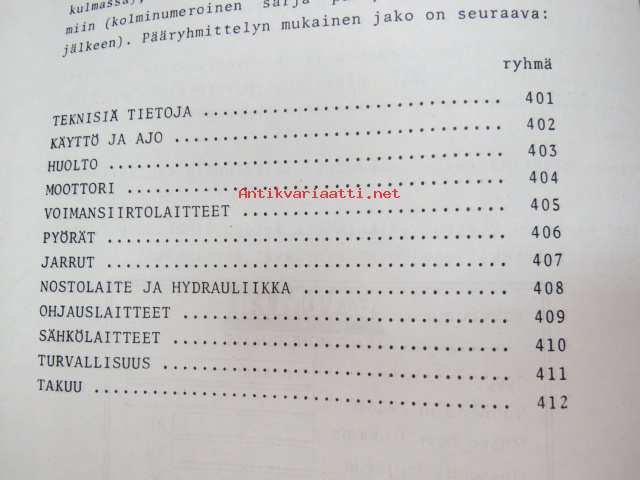 kulmassa),
miin (kolminumeroinen sarja
jälkeen). Pääryhmittelyn mukainen jako on seuraava:
ryhmä
TEKNISIÄ TIETOJA ................................ 401
KÄYTTÖ JA AJO ................................... 402
HUOLTO .......................................... 403
MOOTTORI ........................................ 404
Antikvariaatti.net
VOIMANSIIRTOLAITTEET ............................ 405
PYÖRÄT .......................................... 406
JARRUT .......................................... 407
NOSTOLAITE JA HYDRAULIIKKA ...................... 408
OHJAUSLAITTEET .................................. 409
SÄHKÖLAITTEET ................................... 410
TURVALLISUUS .................................... 411
TAKUU ........................................... 412